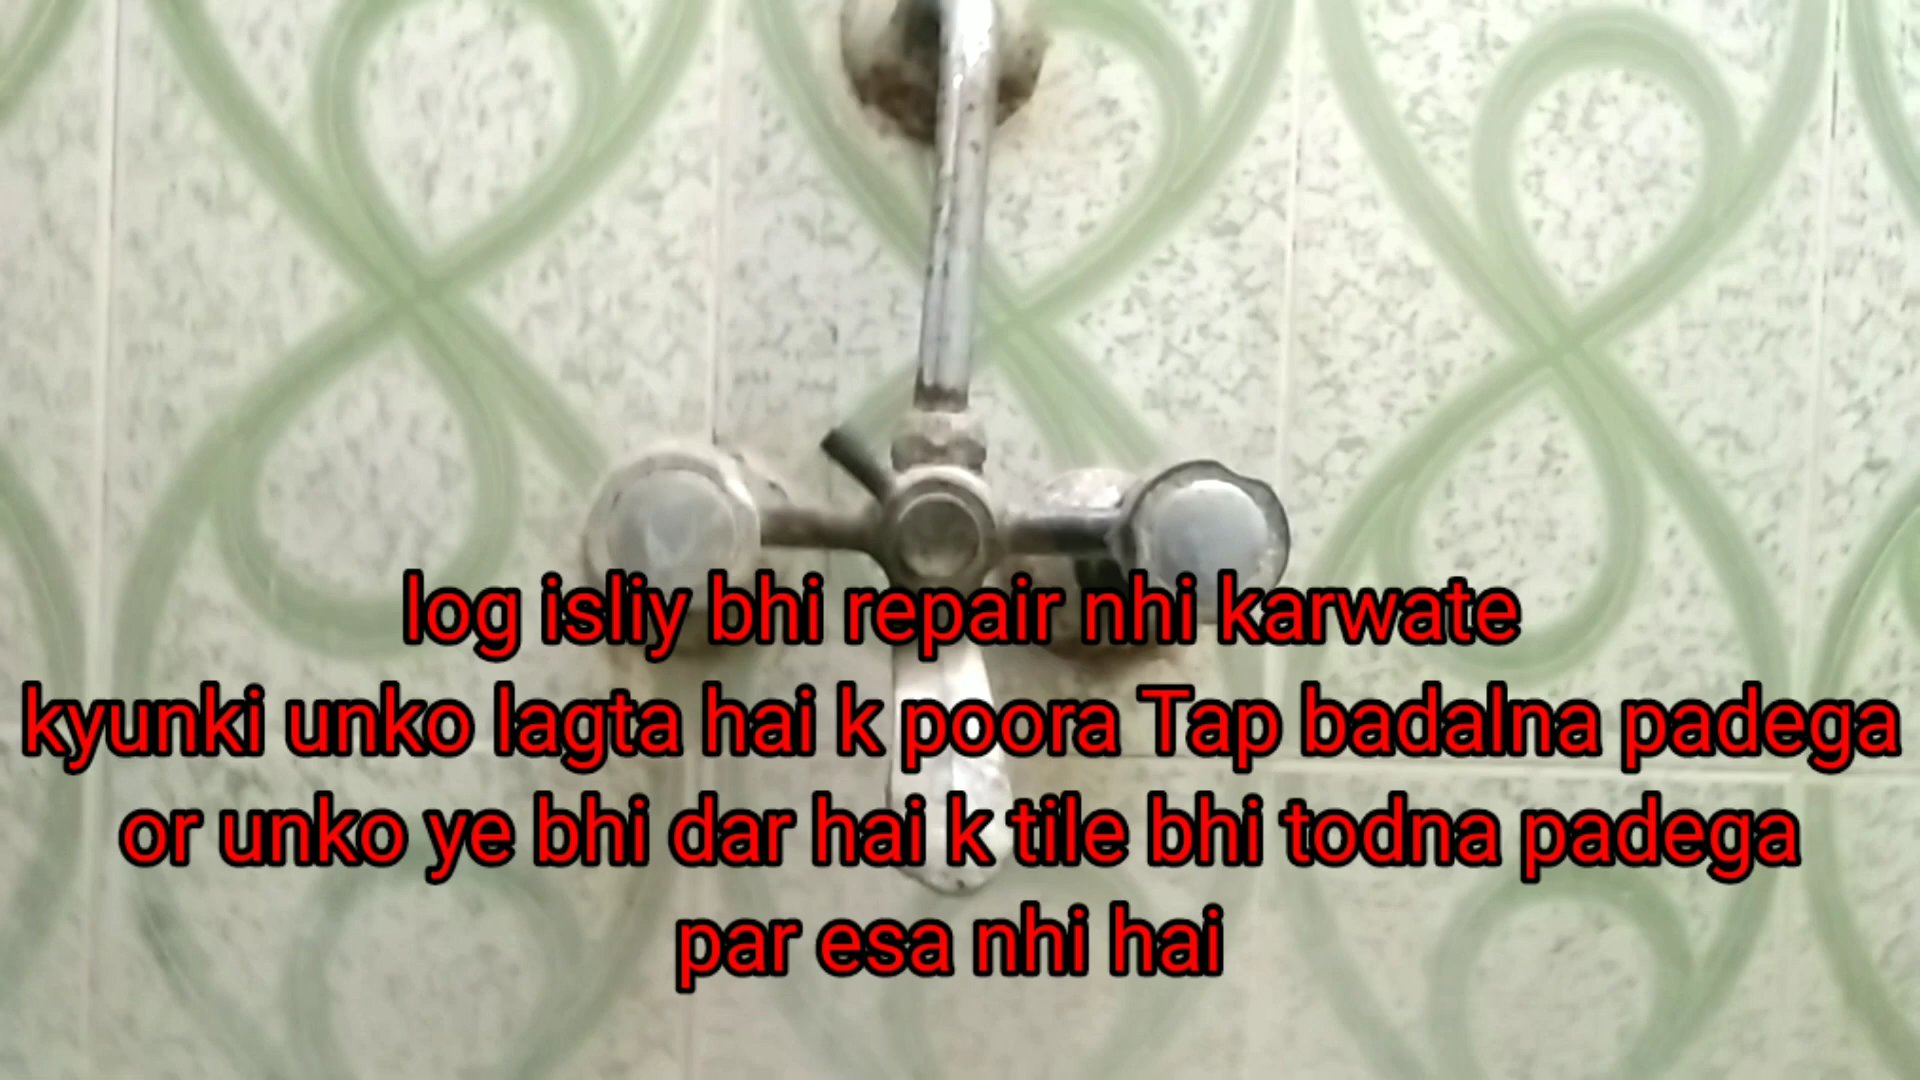 log isliy bhi repair nhi karwate
kyunki unko lagta hai k poora Tap badalna padega
or unko ye bhi dar hai k tile bhi todna padega
par esa nhi hai